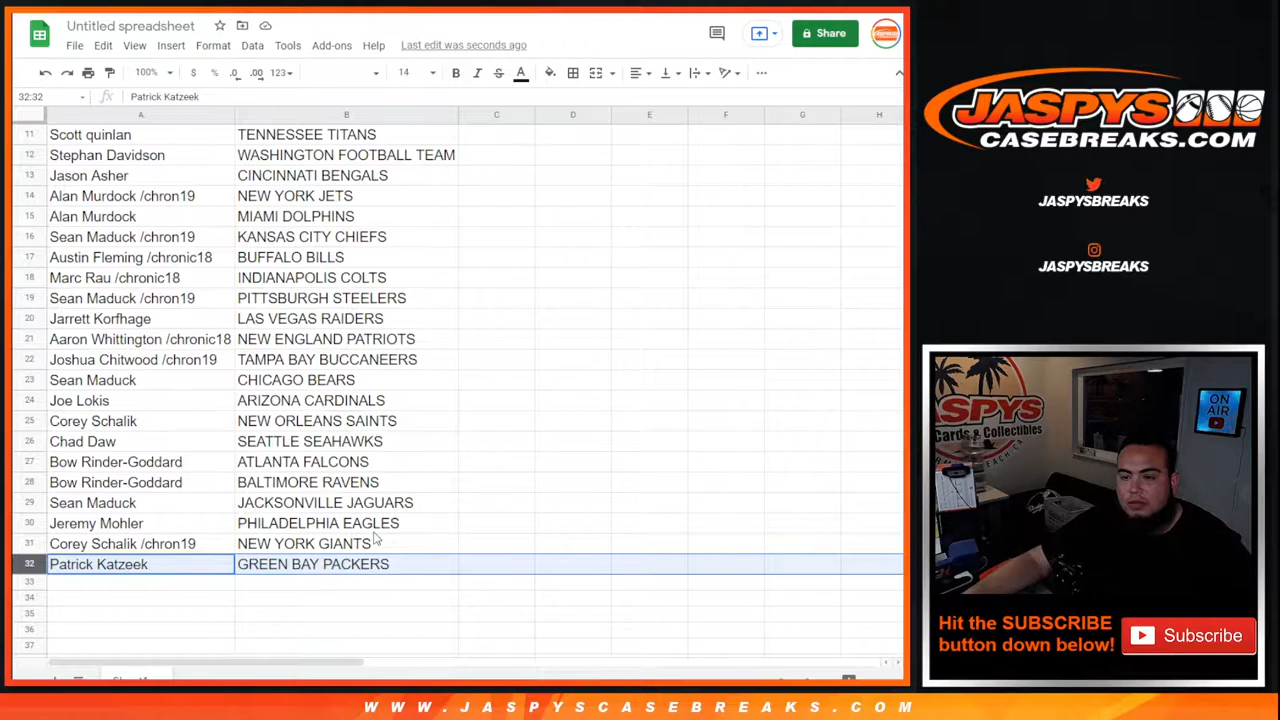 Untitled spreadsheet
File Edit View Insert Format Data Tools Add-ons Help Last edit was seconds ago
Share
100% $ % .0 .00 123 14 B I S A
32:32 fx Patrick Katzeek
A B C D E F G H
11 Scott quinlan TENNESSEE TITANS
12 Stephan Davidson WASHINGTON FOOTBALL TEAM
13 Jason Asher CINCINNATI BENGALS
14 Alan Murdock /chron19 NEW YORK JETS
15 Alan Murdock MIAMI DOLPHINS
16 Sean Maduck /chron19 KANSAS CITY CHIEFS
17 Austin Fleming /chronic18 BUFFALO BILLS
18 Marc Rau /chronic18 INDIANAPOLIS COLTS
19 Sean Maduck /chron19 PITTSBURGH STEELERS
20 Jarrett Korfhage LAS VEGAS RAIDERS
21 Aaron Whittington /chronic18 NEW ENGLAND PATRIOTS
22 Joshua Chitwood /chron19 TAMPA BAY BUCCANEERS
23 Sean Maduck CHICAGO BEARS
24 Joe Lokis ARIZONA CARDINALS
25 Corey Schalik NEW ORLEANS SAINTS
26 Chad Daw SEATTLE SEAHAWKS
27 Bow Rinder-Goddard ATLANTA FALCONS
28 Bow Rinder-Goddard BALTIMORE RAVENS
29 Sean Maduck JACKSONVILLE JAGUARS
30 Jeremy Mohler PHILADELPHIA EAGLES
31 Corey Schalik /chron19 NEW YORK GIANTS
32 Patrick Katzeek GREEN BAY PACKERS
33
34
35
36
37
JASPYS
CASEBREAKS.COM
JASPYSBREAKS
JASPYSBREAKS
ASPYS
Cards & Collectibles
ON
AIR
Hit the SUBSCRIBE
button down below!
Subscribe
WWW.JASPYSCASEBREAKS.COM